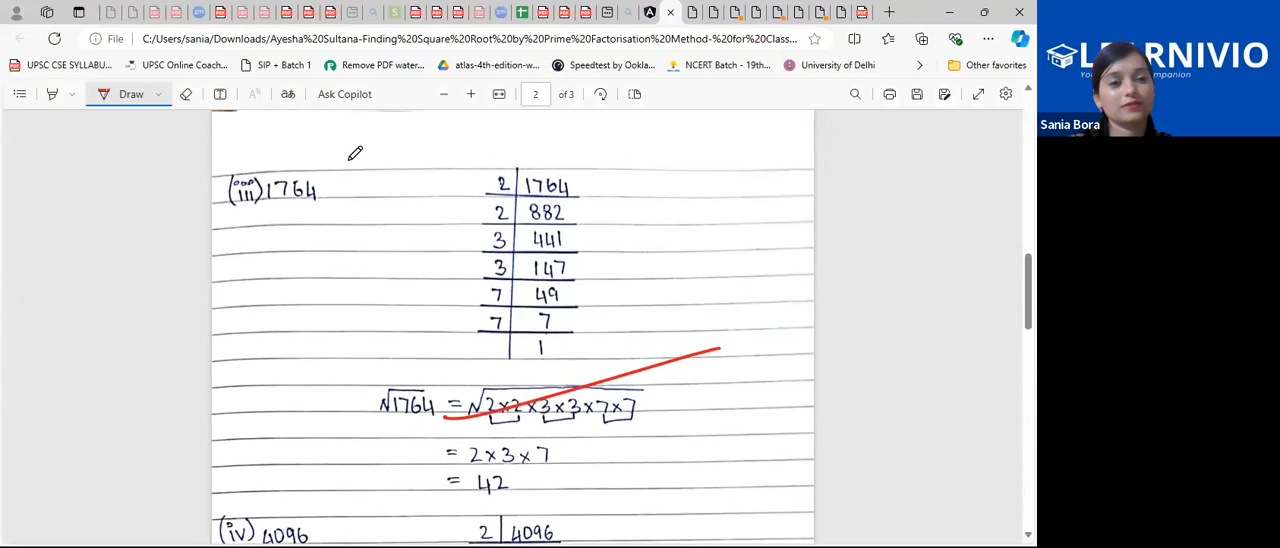 File
C:/Users/sania/Downloads/Ayesha%20Sultana-Finding%20Square%20Root%20by%20Prime%20Factorisation%20Method-%20for%20Class...
UPSC CSE SYLLABU...
UPSC Online Coach...
SIP + Batch 1
Remove PDF water...
atlas-4th-edition-w...
Speedtest by Ookla...
NCERT Batch - 19th...
University of Delhi
Other favorites
Draw
Ask Copilot
2
of 3
LEARNIVIO
Sania Bora
(iii) 1764
2 | 1764
2 | 882
3 | 441
3 | 147
7 | 49
7 | 7
| 1
√1764 = √2×2×3×3×7×7
= 2×3×7
= 42
(iv) 4096
2 | 4096